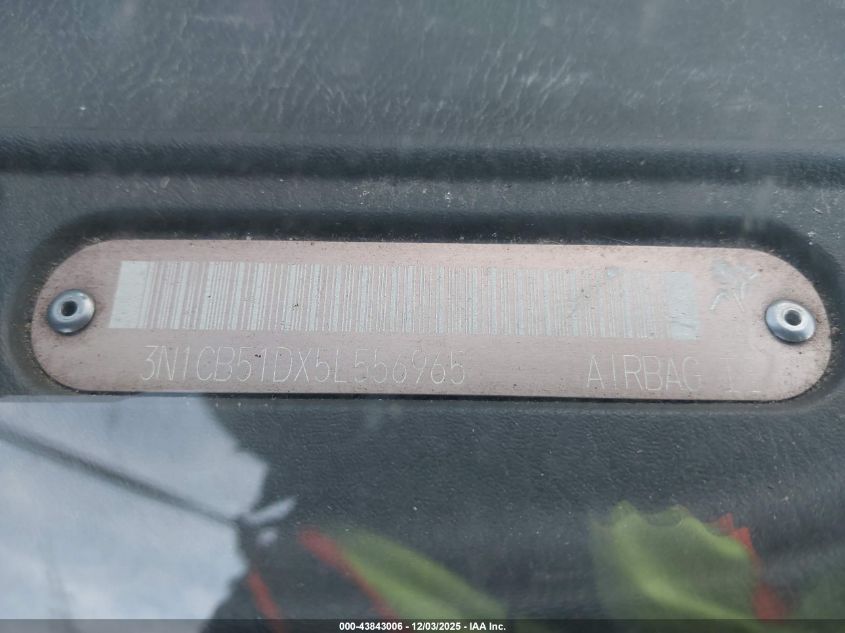 3N1CB51DX5L556965 AIRBAG
000-43843006 | 12/03/2025 - IAA Inc.